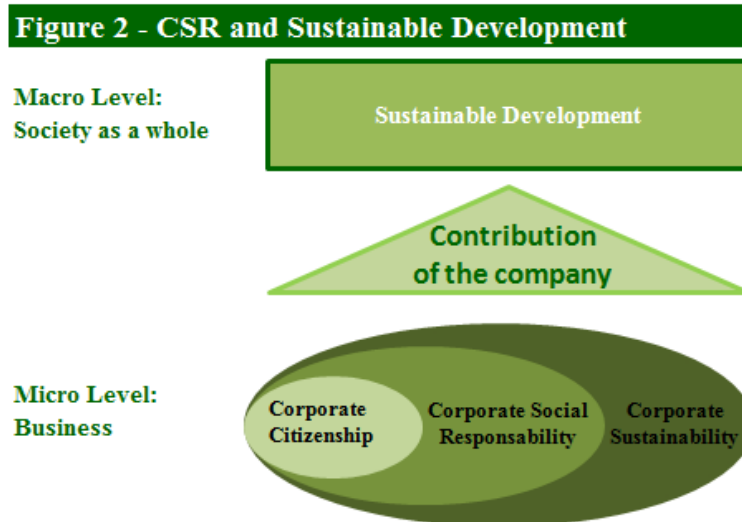 Figure 2 - CSR and Sustainable Development
Macro Level:
Society as a whole
Sustainable Development
Contribution
of the company
Micro Level:
Business
Corporate
Citizenship
Corporate Social
Responsability
Corporate
Sustainability